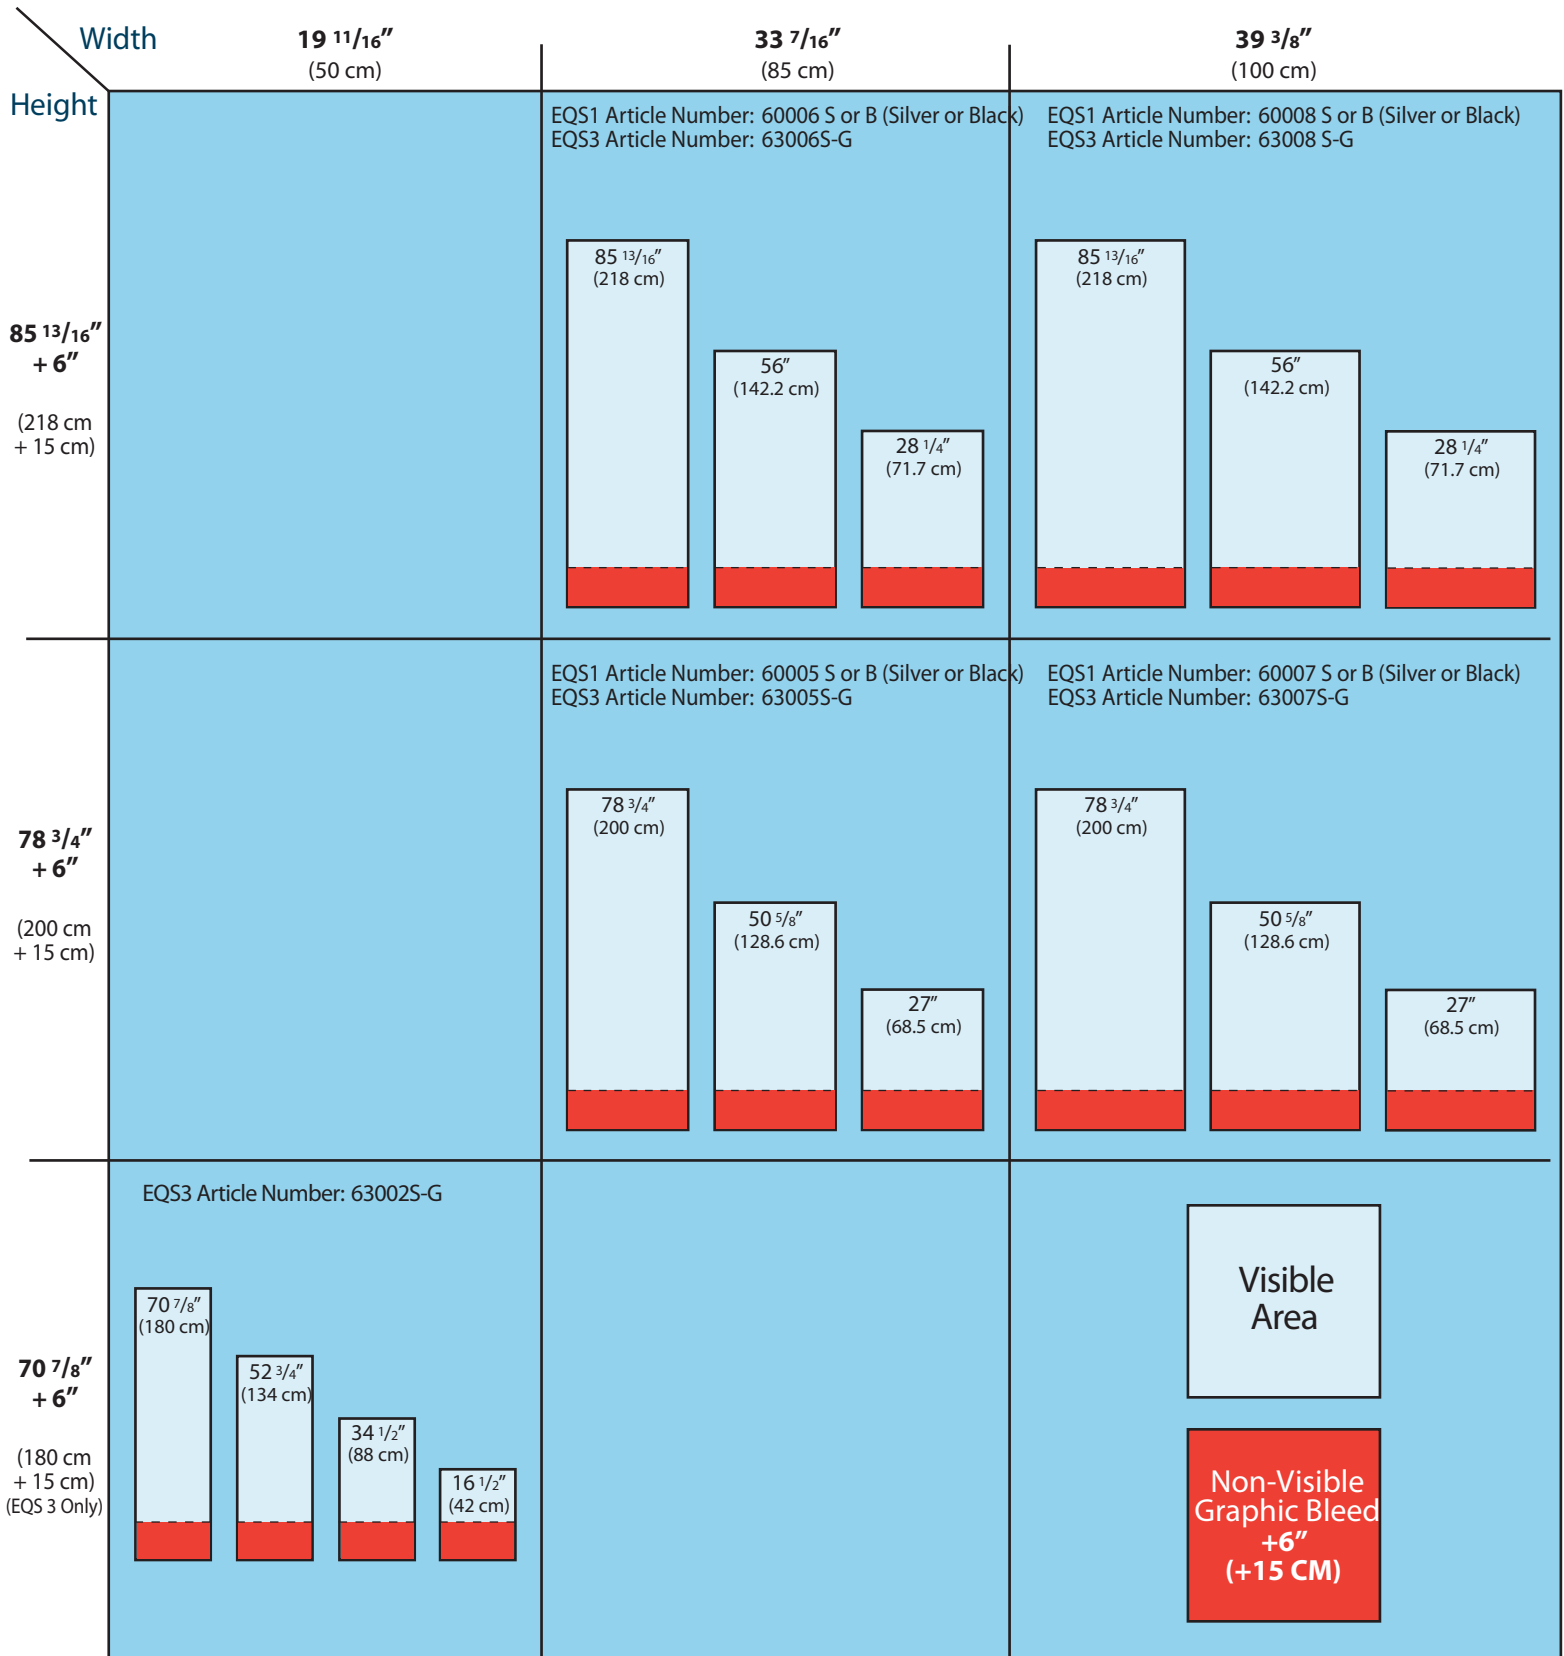 Width
19 11/16"
(50 cm)
33 7/16"
(85 cm)
39 3/8"
(100 cm)
Height
EQS1 Article Number: 60006 S or B (Silver or Black)
EQS3 Article Number: 63006S-G
EQS1 Article Number: 60008 S or B (Silver or Black)
EQS3 Article Number: 63008 S-G
85 13/16"
+ 6"
(218 cm
+ 15 cm)
85 13/16"
(218 cm)
56"
(142.2 cm)
28 1/4"
(71.7 cm)
85 13/16"
(218 cm)
56"
(142.2 cm)
28 1/4"
(71.7 cm)
EQS1 Article Number: 60005 S or B (Silver or Black)
EQS3 Article Number: 63005S-G
EQS1 Article Number: 60007 S or B (Silver or Black)
EQS3 Article Number: 63007S-G
78 3/4"
+ 6"
(200 cm
+ 15 cm)
78 3/4"
(200 cm)
50 5/8"
(128.6 cm)
27"
(68.5 cm)
78 3/4"
(200 cm)
50 5/8"
(128.6 cm)
27"
(68.5 cm)
EQS3 Article Number: 63002S-G
70 7/8"
+ 6"
(180 cm
+ 15 cm)
(EQS 3 Only)
70 7/8"
(180 cm)
52 3/4"
(134 cm)
34 1/2"
(88 cm)
16 1/2"
(42 cm)
Visible
Area
Non-Visible
Graphic Bleed
+6"
(+15 CM)